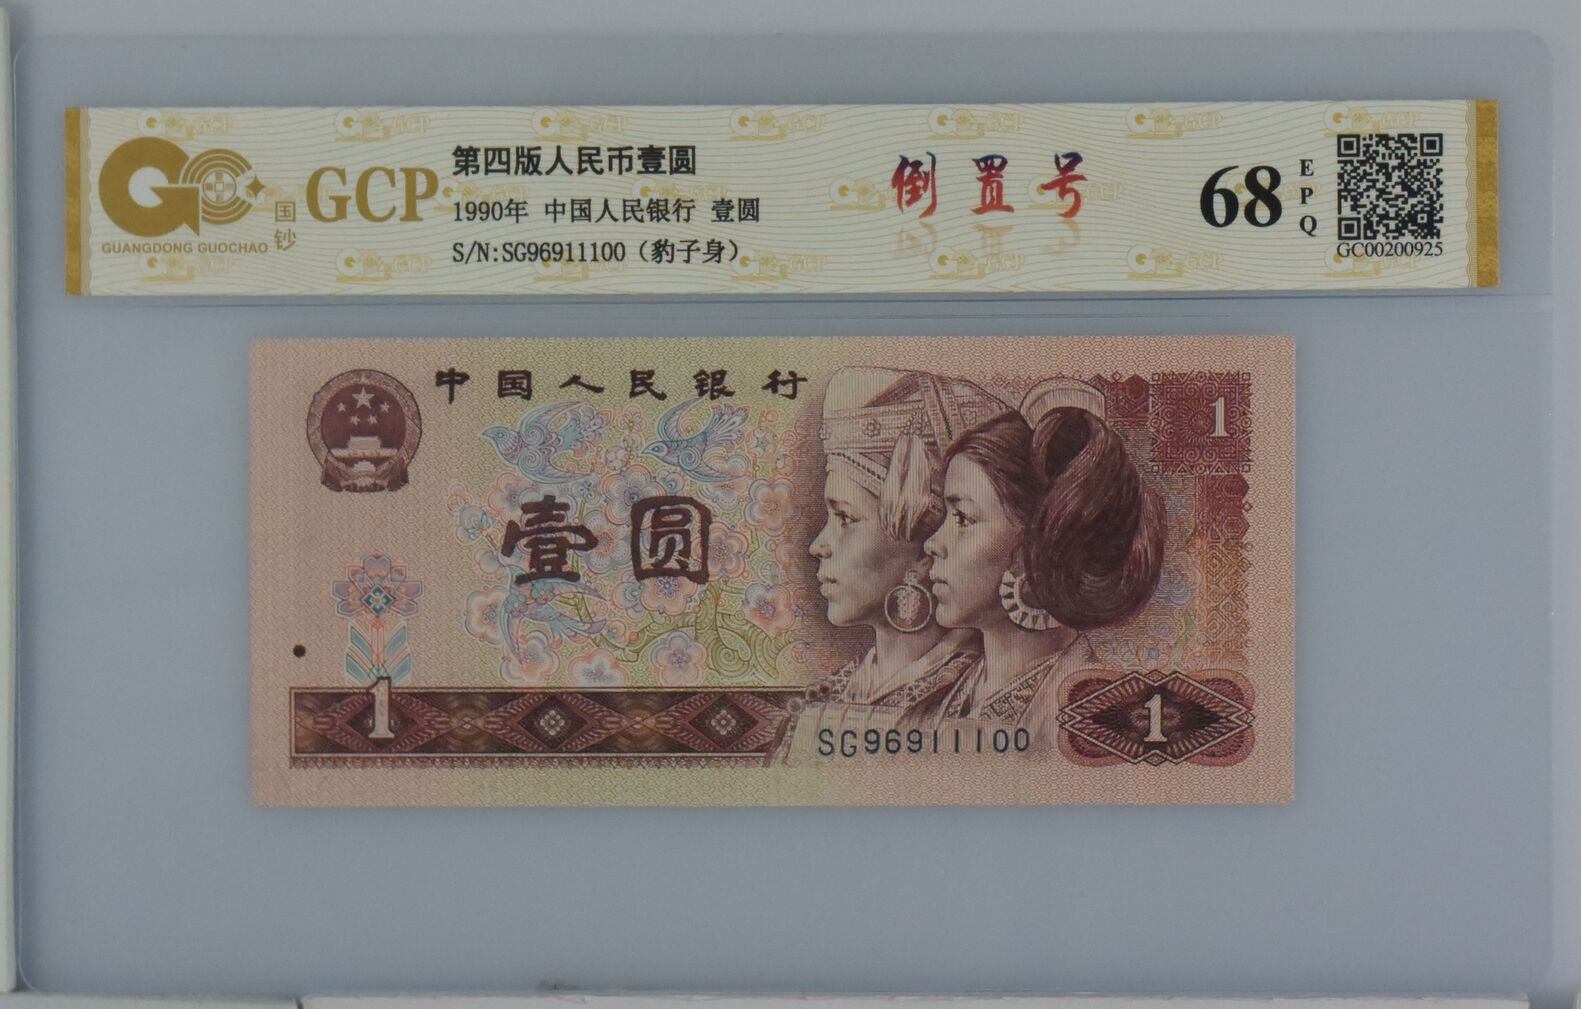 GUANGDONG GUOCHAO
国钞
GCP
第四版人民币壹圆
1990年 中国人民银行 壹圆
S/N:SG96911100（豹子身）
倒置号
68
EPQ
GC00200925
中国人民银行
壹圆
1
1
SG96911100
1